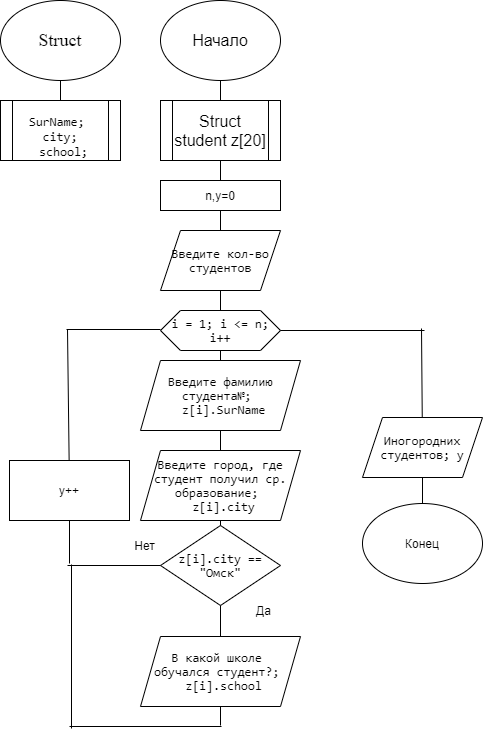 Struct
Начало
SurName;
city;
school;
Struct
student z[20]
n,y=0
Введите кол-во
студентов
i = 1; i <= n;
i++
Введите фамилию
студента№;
z[i].SurName
Введите город, где
студент получил ср.
образование;
z[i].city
y++
Иногородних
студентов; y
Нет
z[i].city ==
"Омск"
Конец
Да
В какой школе
обучался студент?;
z[i].school